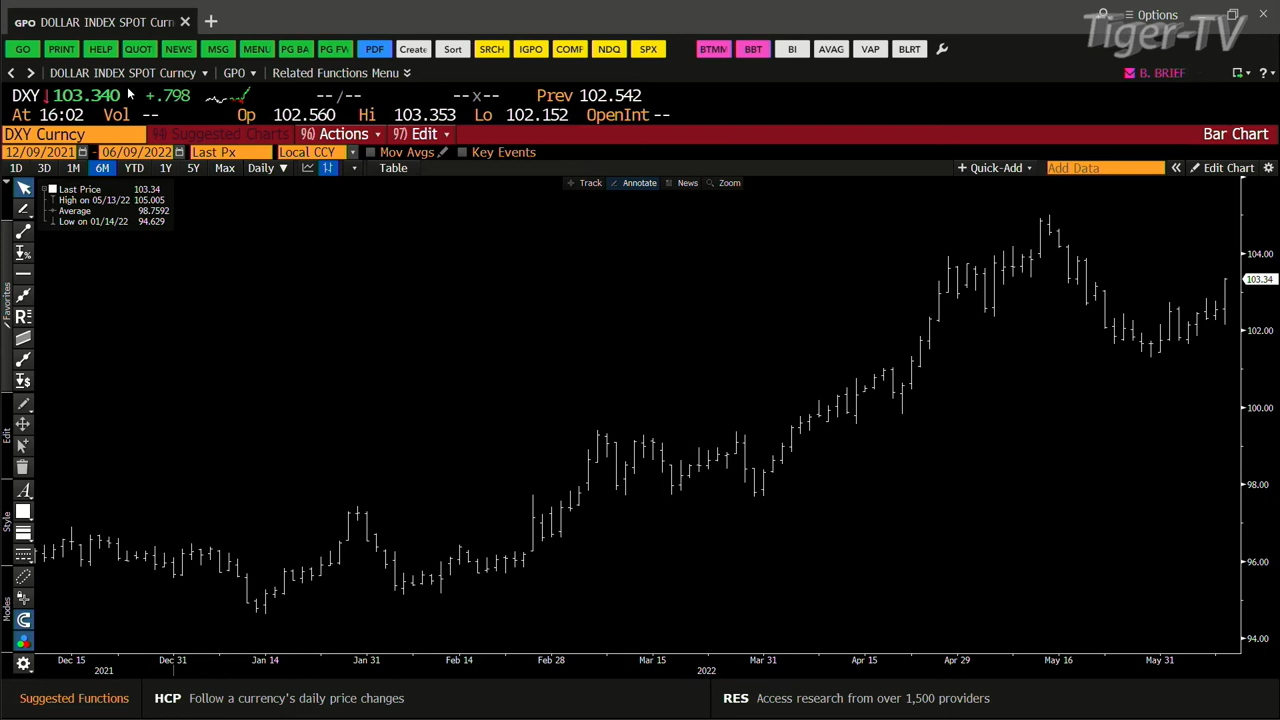 GPO DOLLAR INDEX SPOT Curn × +
Options
Tiger-TV
GO PRINT HELP QUOT NEWS MSG MENU PG BA PG FW PDF Create Sort SRCH IGPO COMF NDQ SPX BTMM BBT BI AVAG VAP BLRT
DOLLAR INDEX SPOT Curncy GPO Related Functions Menu B. BRIEF ?
DXY 103.340 +.798 --/-- --x-- Prev 102.542
At 16:02 Vol -- Op 102.560 Hi 103.353 Lo 102.152 OpenInt --
DXY Curncy 94) Suggested Charts 96) Actions 97) Edit Bar Chart
12/09/2021 - 06/09/2022 Last Px Local CCY Mov Avgs Key Events
1D 3D 1M 6M YTD 1Y 5Y Max Daily Table + Quick-Add Add Data Edit Chart
Track Annotate News Zoom
Last Price 103.34
High on 05/13/22 105.005
Average 98.7592
Low on 01/14/22 94.629
Favorites
Edit
Style
Modes
104.00
103.34
102.00
100.00
98.00
96.00
94.00
Dec 15 Dec 31 Jan 14 Jan 31 Feb 14 Feb 28 Mar 15 Mar 31 Apr 15 Apr 29 May 16 May 31
2021 2022
Suggested Functions HCP Follow a currency's daily price changes RES Access research from over 1,500 providers